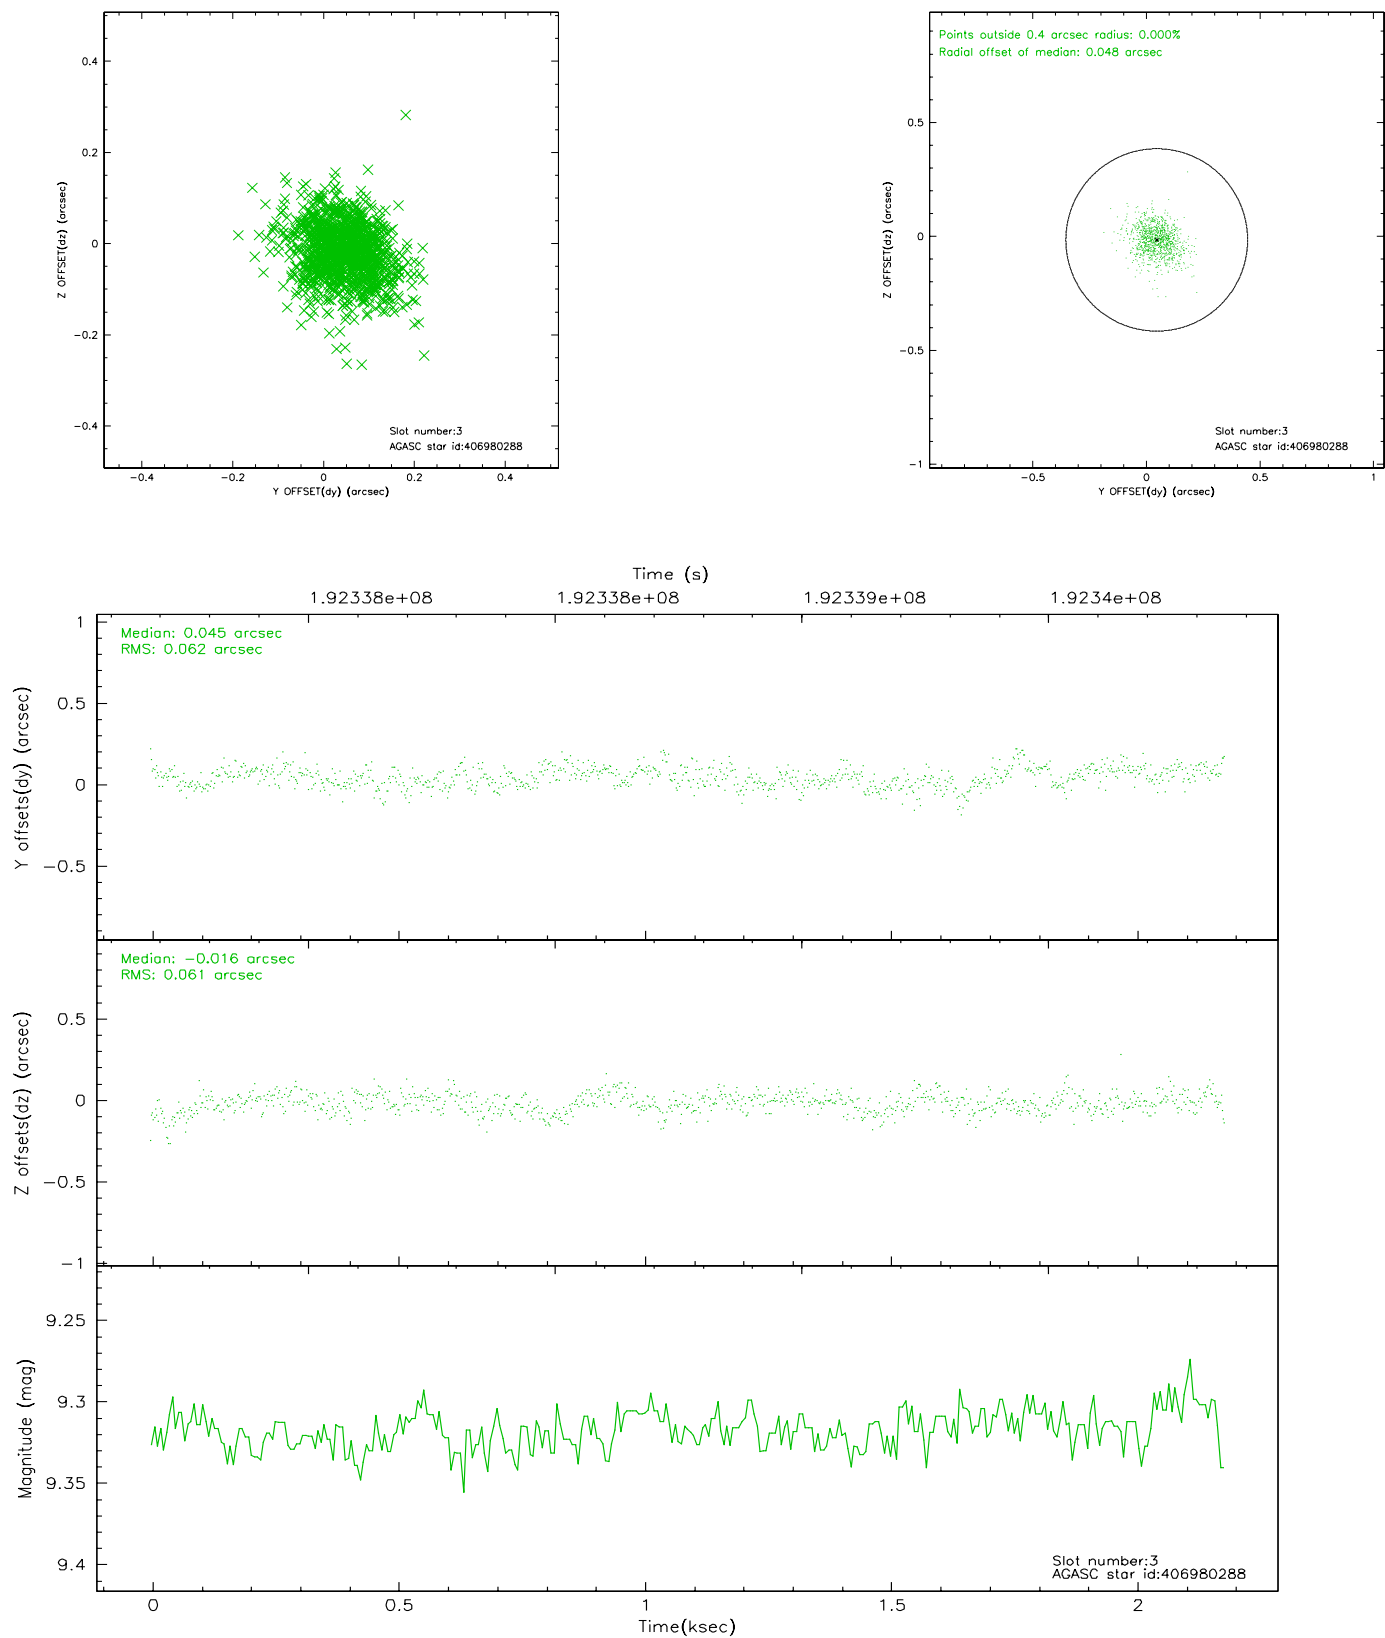 0.4
0.2
0
-0.2
-0.4
Z OFFSET(dz) (arcsec)
Slot number:3
AGASC star id:406980288
-0.4 -0.2 0 0.2 0.4
Y OFFSET(dy) (arcsec)
Points outside 0.4 arcsec radius: 0.000%
Radial offset of median: 0.048 arcsec
0.5
0
-0.5
-1
Z OFFSET(dz) (arcsec)
Slot number:3
AGASC star id:406980288
-0.5 0 0.5 1
Y OFFSET(dy) (arcsec)
Time (s)
1.92338e+08 1.92338e+08 1.92339e+08 1.9234e+08
Median: 0.045 arcsec
RMS: 0.062 arcsec
1
0.5
0
-0.5
Y offsets(dy) (arcsec)
Median: -0.016 arcsec
RMS: 0.061 arcsec
0.5
0
-0.5
-1
Z offsets(dz) (arcsec)
9.25
9.3
9.35
9.4
Magnitude (mag)
Slot number:3
AGASC star id:406980288
0 0.5 1 1.5 2
Time(ksec)